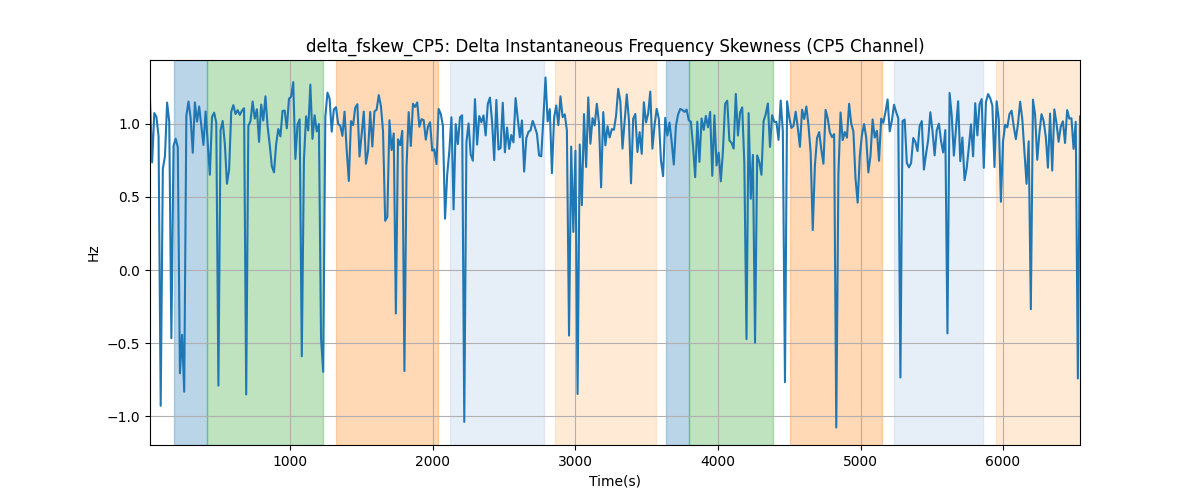 delta_fskew_CP5: Delta Instantaneous Frequency Skewness (CP5 Channel)
1.0
0.5
0.0
−0.5
−1.0
Hz
1000 2000 3000 4000 5000 6000
Time(s)